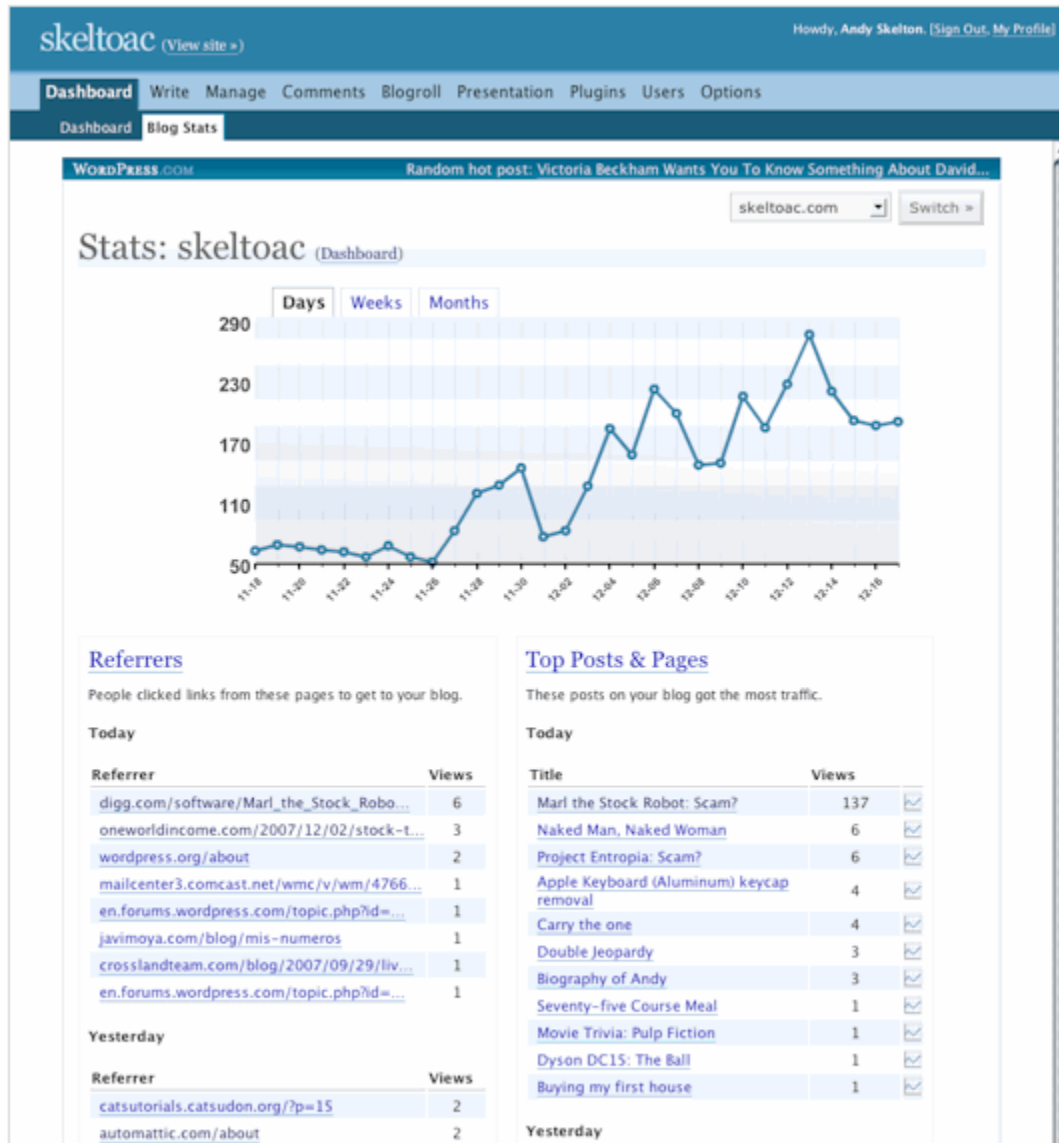 skeltoac (View site »)
Howdy, Andy Skelton. [Sign Out, My Profile]
Dashboard Write Manage Comments Blogroll Presentation Plugins Users Options
Dashboard Blog Stats
WORDPRESS.COM Random hot post: Victoria Beckham Wants You To Know Something About David...
skeltoac.com Switch »
Stats: skeltoac (Dashboard)
Days Weeks Months
290
230
170
110
50
11-18 11-20 11-22 11-24 11-26 11-28 11-30 12-02 12-04 12-06 12-08 12-10 12-12 12-14 12-16
Referrers
People clicked links from these pages to get to your blog.
Today
Referrer Views
digg.com/software/Marl_the_Stock_Robo... 6
oneworldincome.com/2007/12/02/stock-t... 3
wordpress.org/about 2
mailcenter3.comcast.net/wmc/v/wm/4766... 1
en.forums.wordpress.com/topic.php?id=... 1
javimoya.com/blog/mis-numeros 1
crosslandteam.com/blog/2007/09/29/liv... 1
en.forums.wordpress.com/topic.php?id=... 1
Yesterday
Referrer Views
catsutorials.catsudon.org/?p=15 2
automattic.com/about 2
Top Posts & Pages
These posts on your blog got the most traffic.
Today
Title Views
Marl the Stock Robot: Scam? 137
Naked Man, Naked Woman 6
Project Entropia: Scam? 6
Apple Keyboard (Aluminum) keycap
removal 4
Carry the one 4
Double Jeopardy 3
Biography of Andy 3
Seventy-five Course Meal 1
Movie Trivia: Pulp Fiction 1
Dyson DC15: The Ball 1
Buying my first house 1
Yesterday